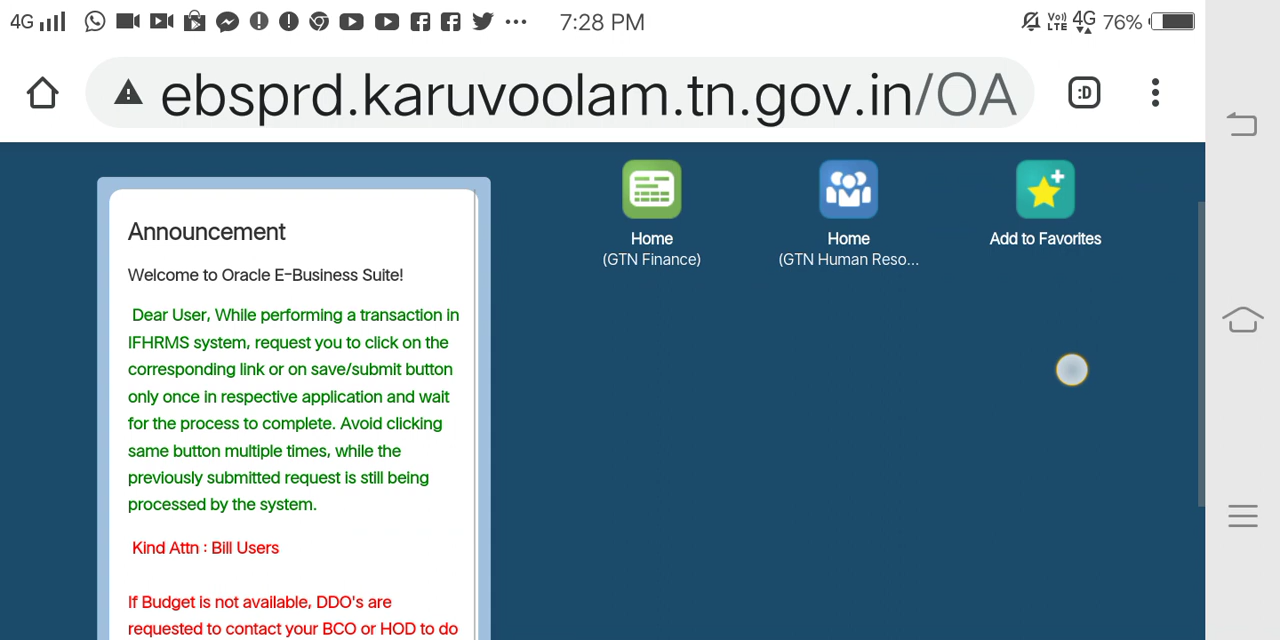 4G 7:28 PM Vo) LTE 4G 76%
ebsprd.karuvoolam.tn.gov.in/OA :D
Home
(GTN Finance)
Home
(GTN Human Reso...
Add to Favorites
Announcement
Welcome to Oracle E-Business Suite!
Dear User, While performing a transaction in
IFHRMS system, request you to click on the
corresponding link or on save/submit button
only once in respective application and wait
for the process to complete. Avoid clicking
same button multiple times, while the
previously submitted request is still being
processed by the system.
Kind Attn : Bill Users
If Budget is not available, DDO's are
requested to contact your BCO or HOD to do